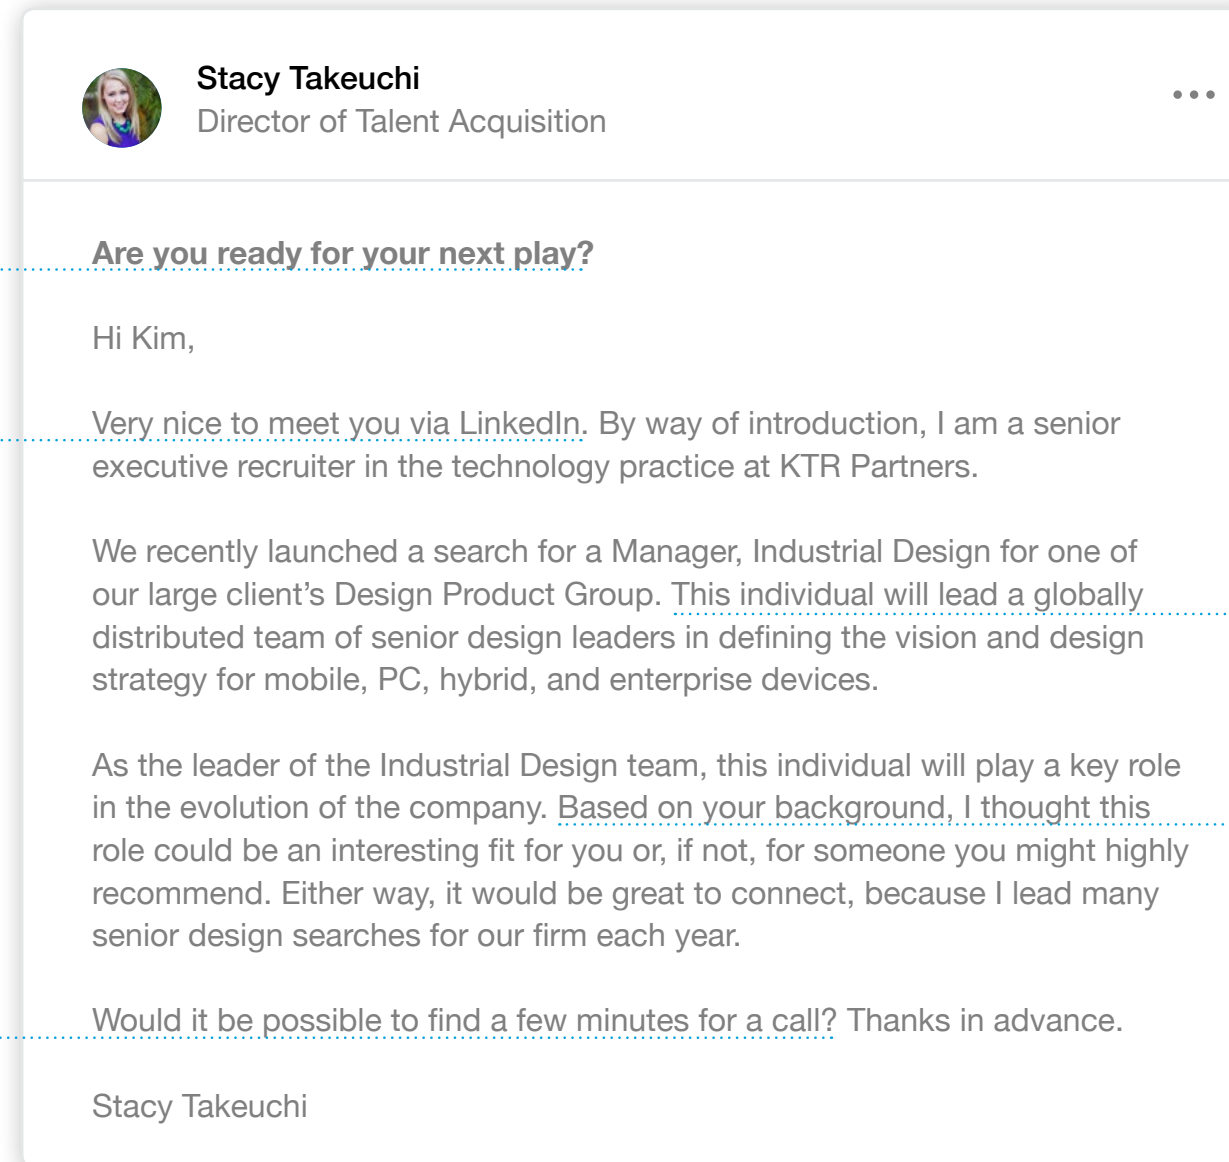 Stacy Takeuchi
Director of Talent Acquisition
Are you ready for your next play?
Hi Kim,
Very nice to meet you via LinkedIn. By way of introduction, I am a senior
executive recruiter in the technology practice at KTR Partners.
We recently launched a search for a Manager, Industrial Design for one of
our large client’s Design Product Group. This individual will lead a globally
distributed team of senior design leaders in defining the vision and design
strategy for mobile, PC, hybrid, and enterprise devices.
As the leader of the Industrial Design team, this individual will play a key role
in the evolution of the company. Based on your background, I thought this
role could be an interesting fit for you or, if not, for someone you might highly
recommend. Either way, it would be great to connect, because I lead many
senior design searches for our firm each year.
Would it be possible to find a few minutes for a call? Thanks in advance.
Stacy Takeuchi